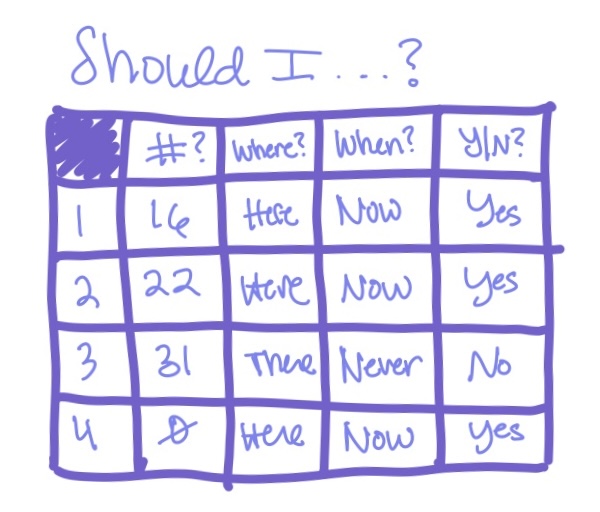 Should I...?
#? Where? When? Y/N?
1 16 Here Now Yes
2 22 Here Now Yes
3 31 There Never No
4 0 Here Now Yes